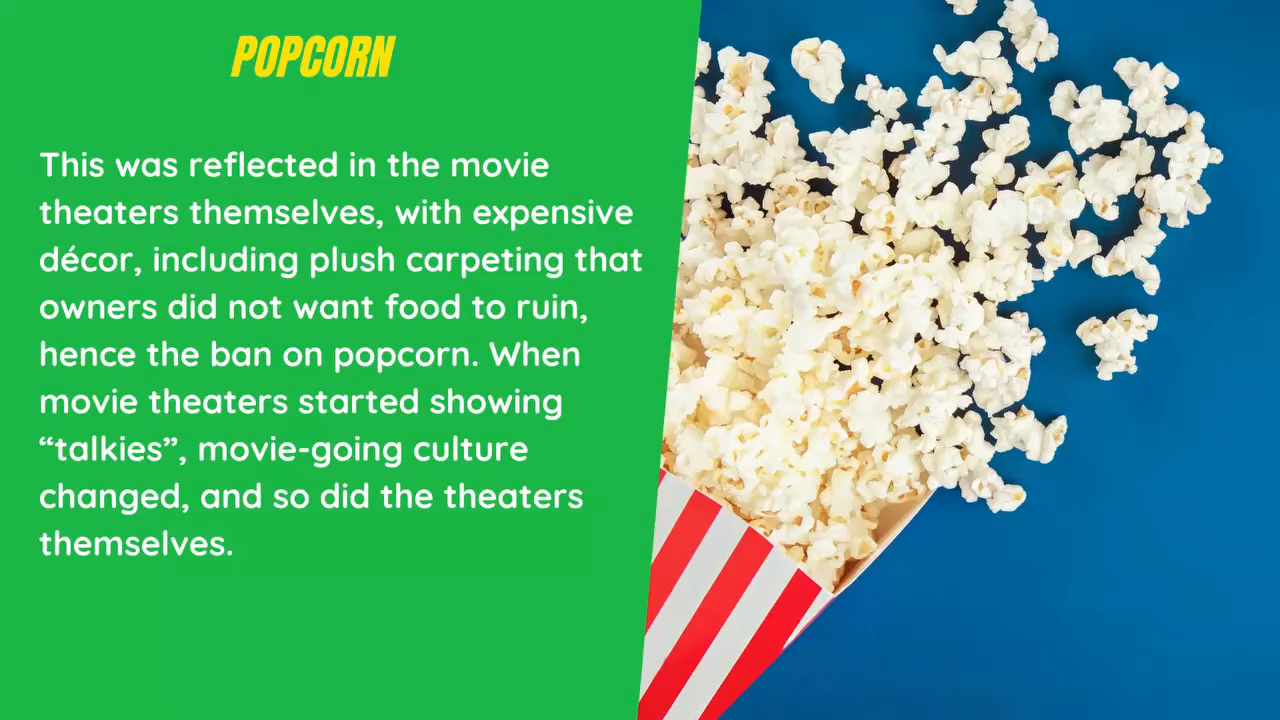 POPCORN
This was reflected in the movie
theaters themselves, with expensive
décor, including plush carpeting that
owners did not want food to ruin,
hence the ban on popcorn. When
movie theaters started showing
“talkies”, movie-going culture
changed, and so did the theaters
themselves.